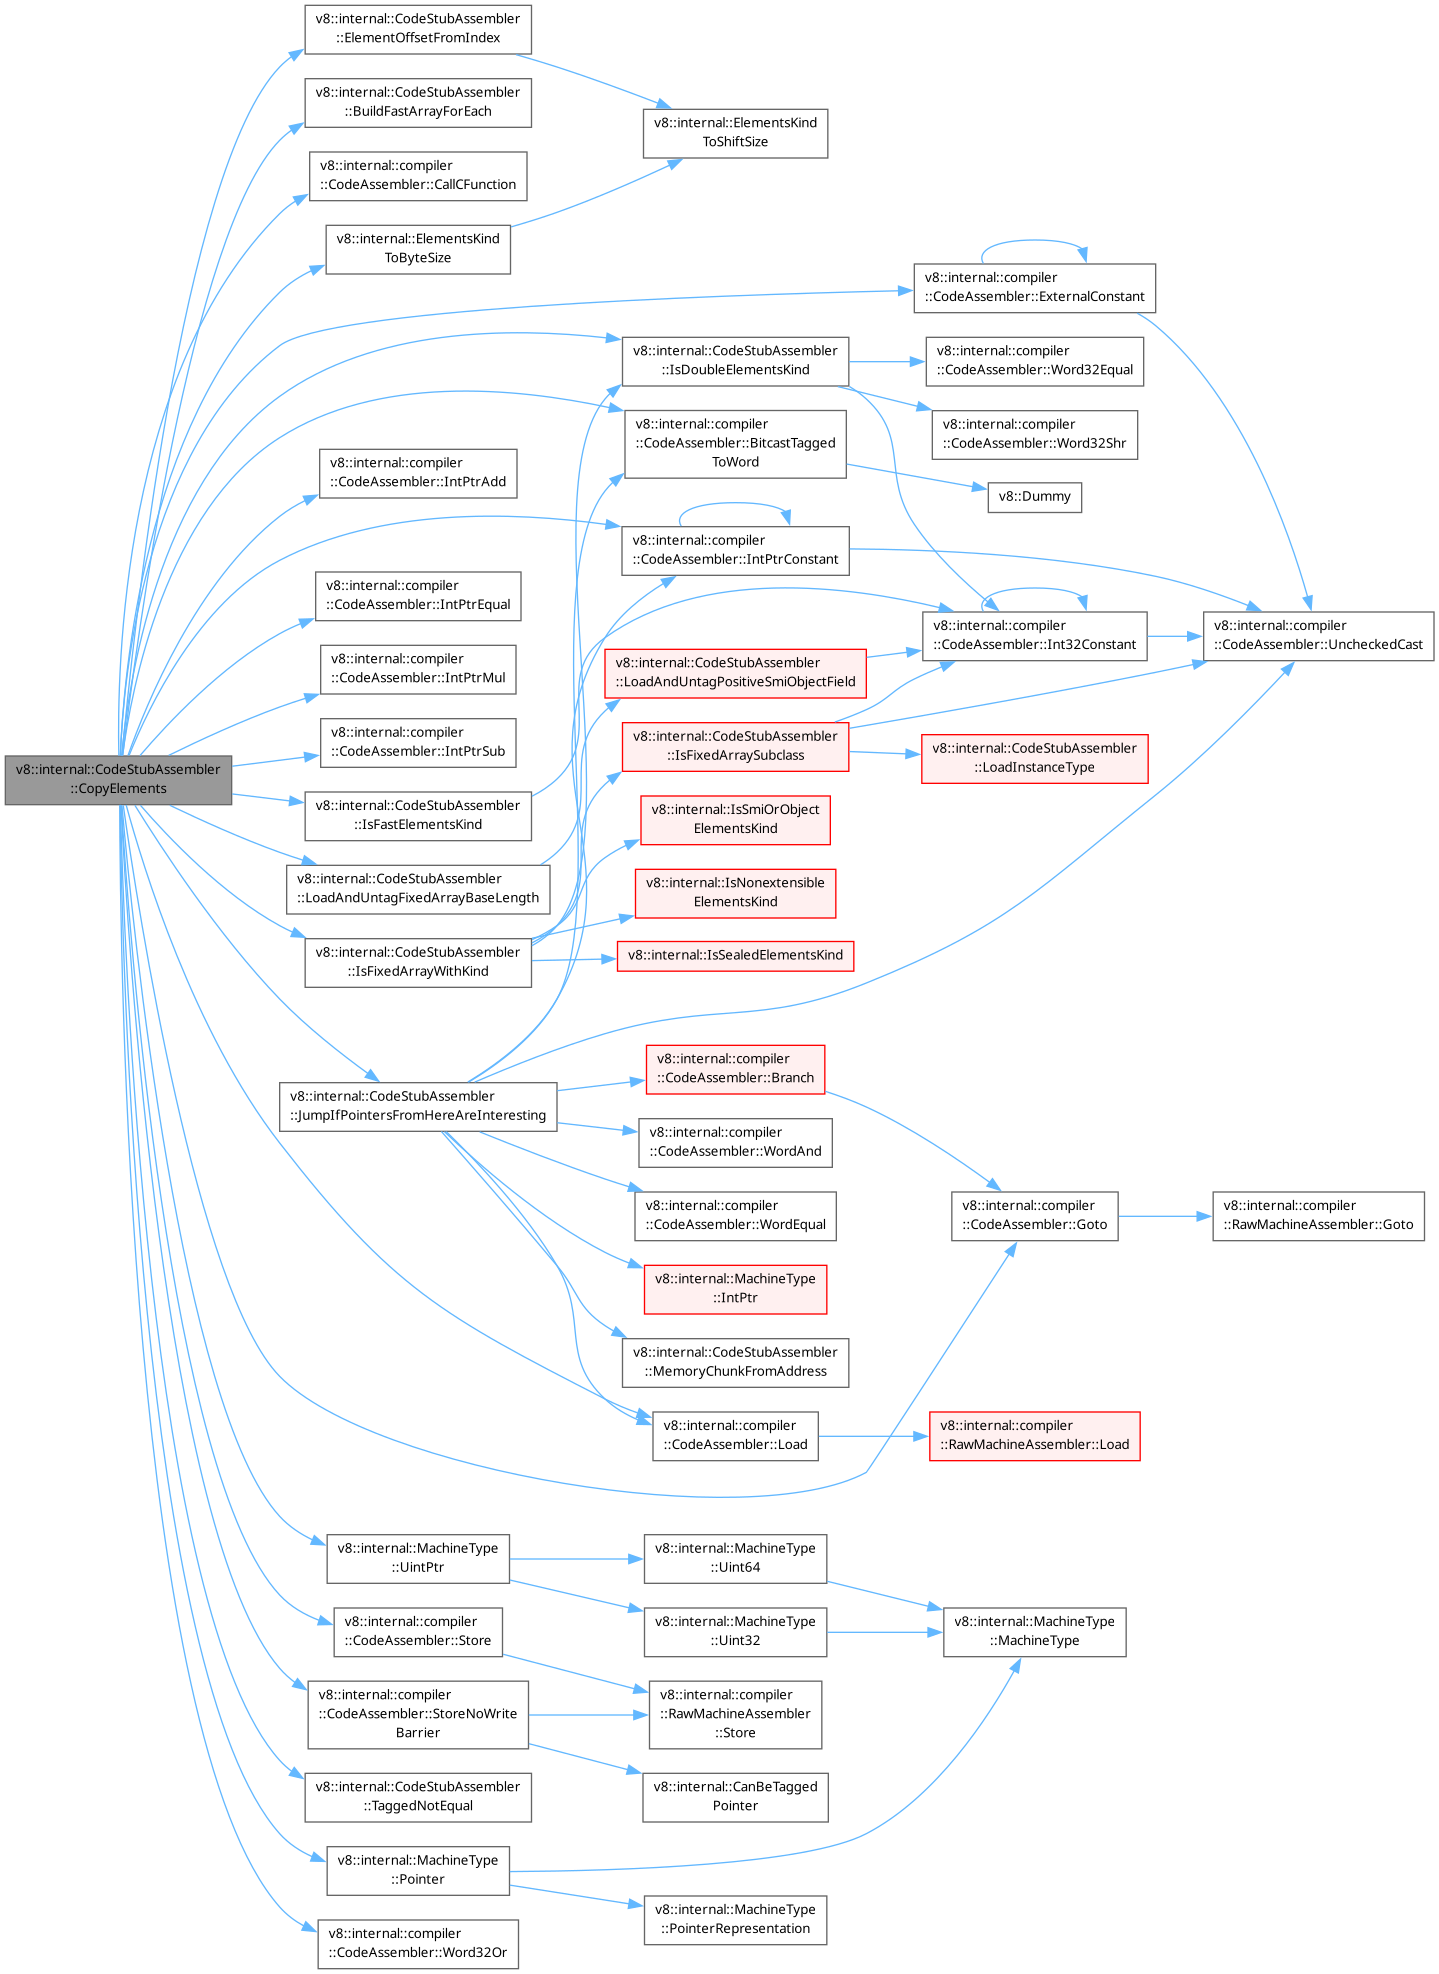 v8::internal::CodeStubAssembler
::CopyElements
v8::internal::CodeStubAssembler
::ElementOffsetFromIndex
v8::internal::CodeStubAssembler
::BuildFastArrayForEach
v8::internal::compiler
::CodeAssembler::CallCFunction
v8::internal::ElementsKind
ToByteSize
v8::internal::compiler
::CodeAssembler::IntPtrAdd
v8::internal::compiler
::CodeAssembler::IntPtrEqual
v8::internal::compiler
::CodeAssembler::IntPtrMul
v8::internal::compiler
::CodeAssembler::IntPtrSub
v8::internal::CodeStubAssembler
::IsFastElementsKind
v8::internal::CodeStubAssembler
::LoadAndUntagFixedArrayBaseLength
v8::internal::CodeStubAssembler
::IsFixedArrayWithKind
v8::internal::CodeStubAssembler
::JumpIfPointersFromHereAreInteresting
v8::internal::MachineType
::UintPtr
v8::internal::compiler
::CodeAssembler::Store
v8::internal::compiler
::CodeAssembler::StoreNoWrite
Barrier
v8::internal::CodeStubAssembler
::TaggedNotEqual
v8::internal::MachineType
::Pointer
v8::internal::compiler
::CodeAssembler::Word32Or
v8::internal::ElementsKind
ToShiftSize
v8::internal::CodeStubAssembler
::IsDoubleElementsKind
v8::internal::compiler
::CodeAssembler::BitcastTagged
ToWord
v8::internal::compiler
::CodeAssembler::IntPtrConstant
v8::internal::CodeStubAssembler
::LoadAndUntagPositiveSmiObjectField
v8::internal::CodeStubAssembler
::IsFixedArraySubclass
v8::internal::IsSmiOrObject
ElementsKind
v8::internal::IsNonextensible
ElementsKind
v8::internal::IsSealedElementsKind
v8::internal::compiler
::CodeAssembler::Branch
v8::internal::compiler
::CodeAssembler::WordAnd
v8::internal::compiler
::CodeAssembler::WordEqual
v8::internal::MachineType
::IntPtr
v8::internal::CodeStubAssembler
::MemoryChunkFromAddress
v8::internal::compiler
::CodeAssembler::Load
v8::internal::MachineType
::Uint64
v8::internal::MachineType
::Uint32
v8::internal::compiler
::RawMachineAssembler
::Store
v8::internal::CanBeTagged
Pointer
v8::internal::MachineType
::PointerRepresentation
v8::internal::compiler
::CodeAssembler::ExternalConstant
v8::internal::compiler
::CodeAssembler::Word32Equal
v8::internal::compiler
::CodeAssembler::Word32Shr
v8::Dummy
v8::internal::compiler
::CodeAssembler::Int32Constant
v8::internal::CodeStubAssembler
::LoadInstanceType
v8::internal::compiler
::CodeAssembler::Goto
v8::internal::compiler
::RawMachineAssembler::Load
v8::internal::MachineType
::MachineType
v8::internal::compiler
::CodeAssembler::UncheckedCast
v8::internal::compiler
::RawMachineAssembler::Goto